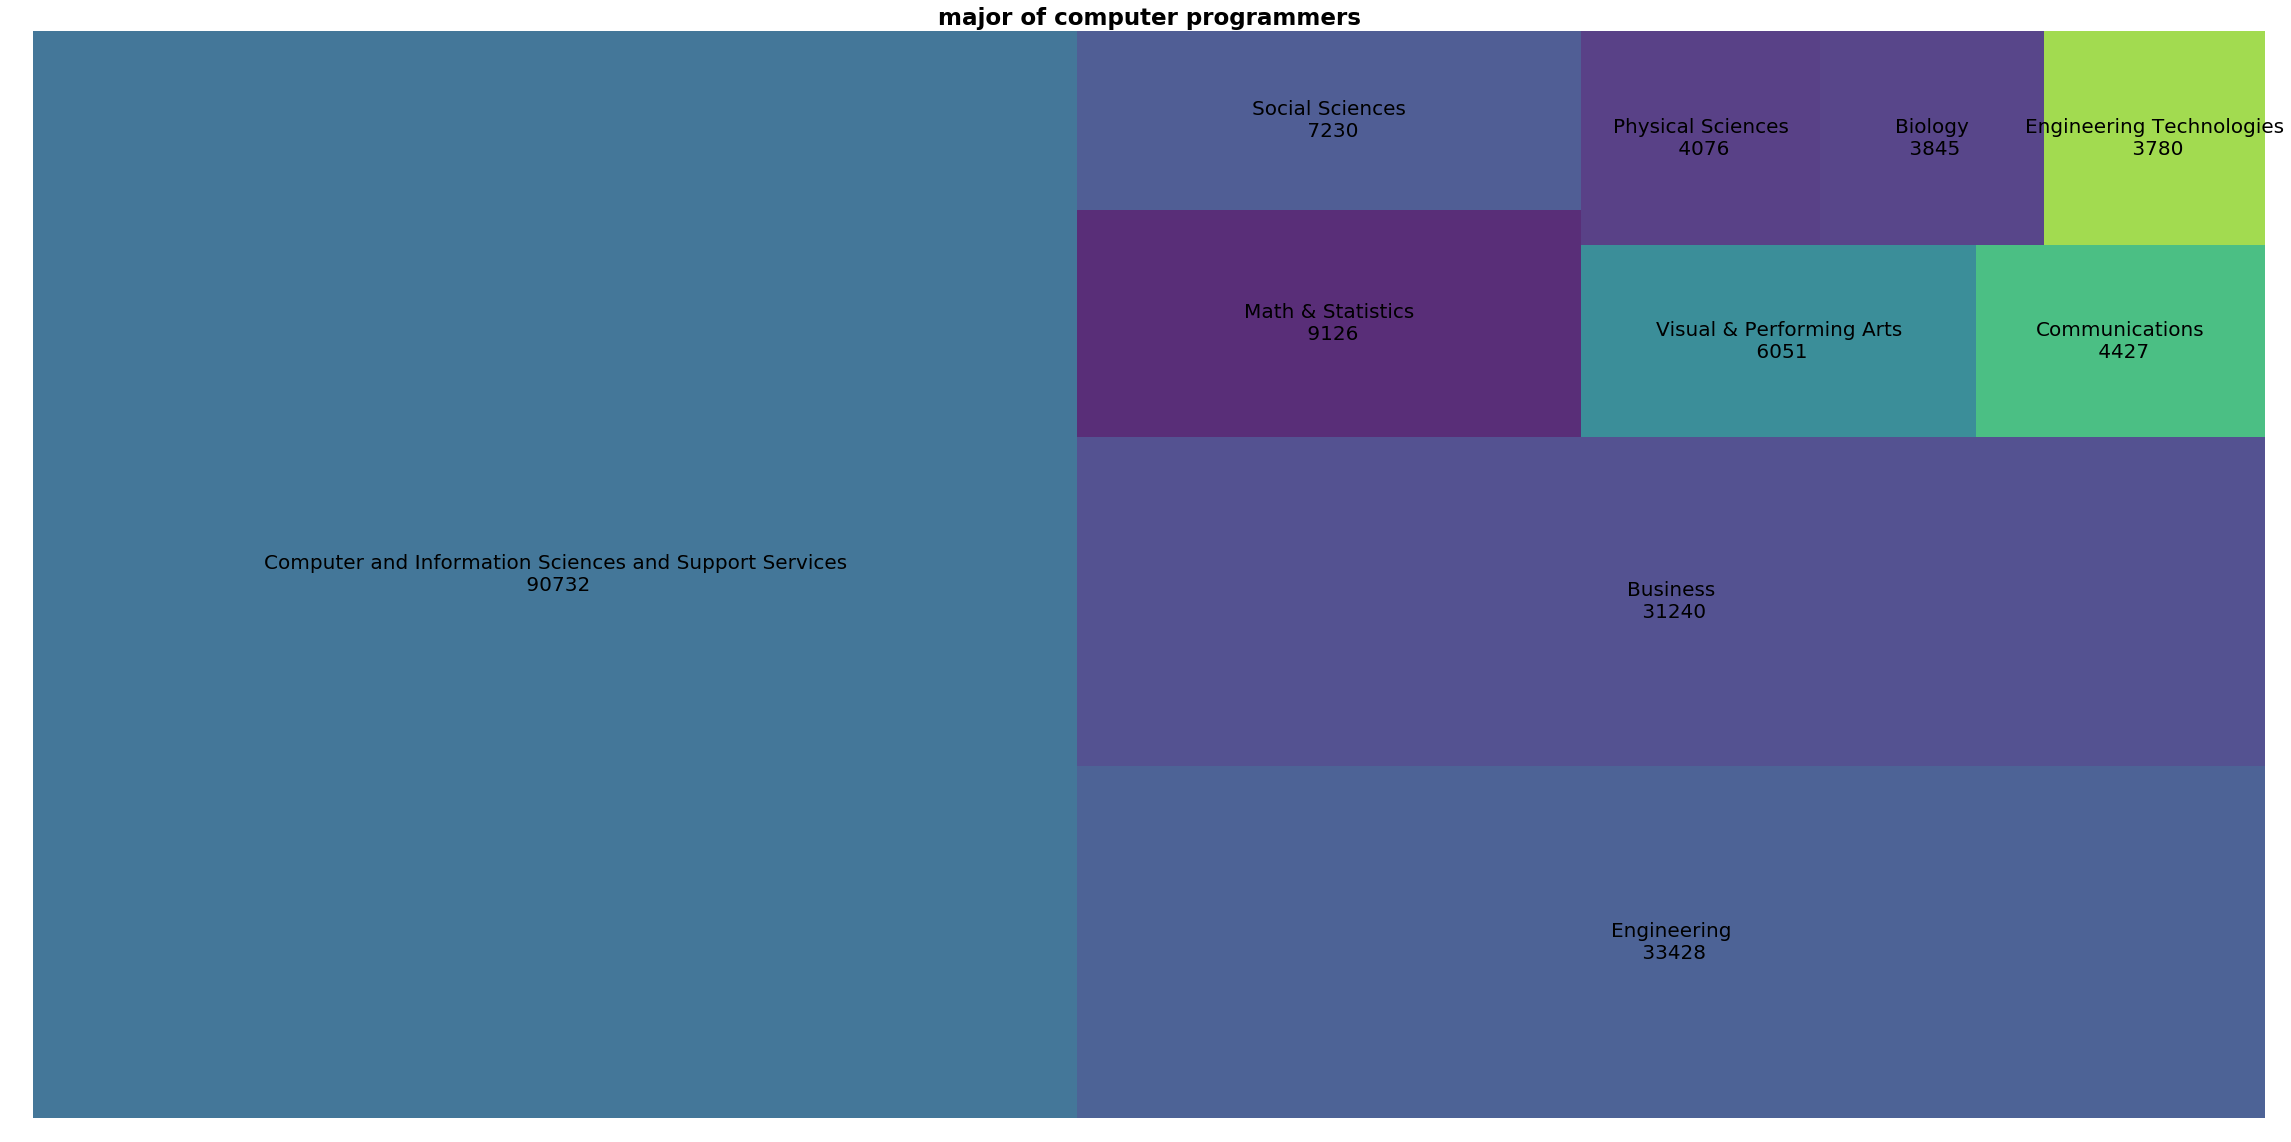 major of computer programmers
Social Sciences
7230
Physical Sciences
4076
Biology
3845
Engineering Technologies
3780
Math & Statistics
9126
Visual & Performing Arts
6051
Communications
4427
Computer and Information Sciences and Support Services
90732
Business
31240
Engineering
33428